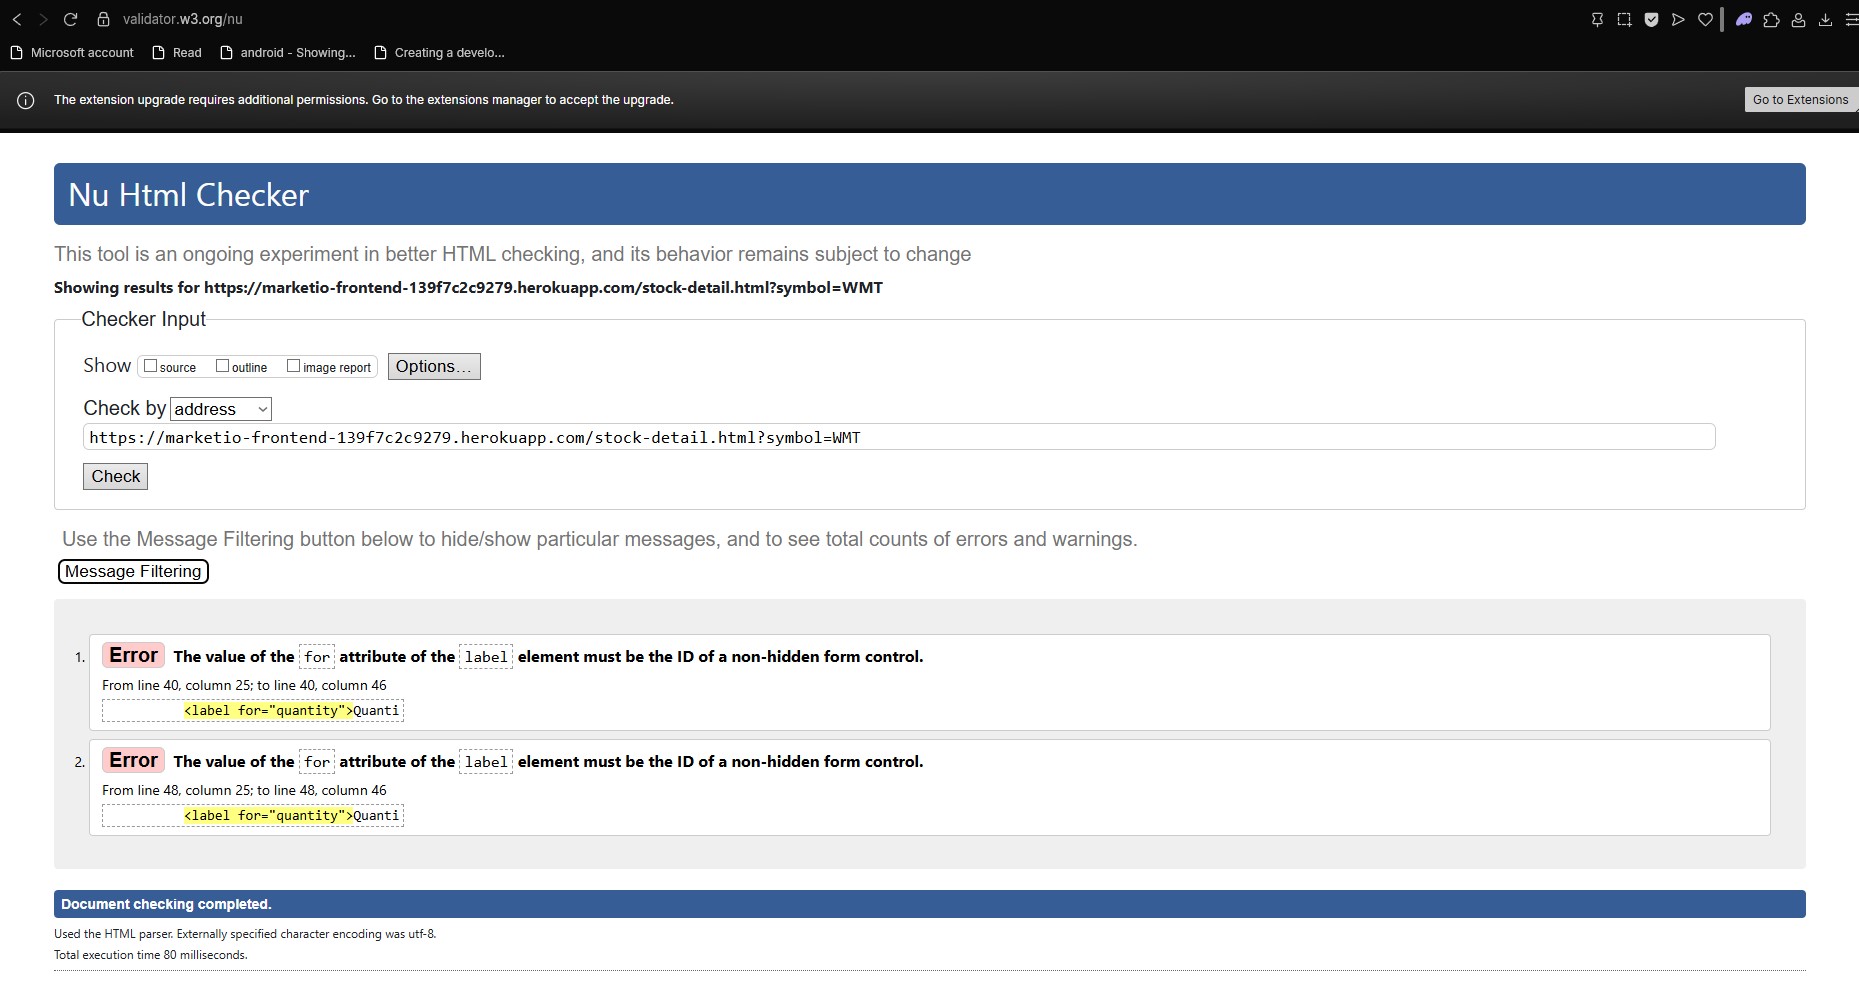 validator.w3.org/nu
Microsoft account Read android - Showing... Creating a develo...
The extension upgrade requires additional permissions. Go to the extensions manager to accept the upgrade. Go to Extensions
Nu Html Checker
This tool is an ongoing experiment in better HTML checking, and its behavior remains subject to change
Showing results for https://marketio-frontend-139f7c2c9279.herokuapp.com/stock-detail.html?symbol=WMT
Checker Input
Show source outline image report Options...
Check by address
https://marketio-frontend-139f7c2c9279.herokuapp.com/stock-detail.html?symbol=WMT
Check
Use the Message Filtering button below to hide/show particular messages, and to see total counts of errors and warnings.
Message Filtering
1. Error The value of the for attribute of the label element must be the ID of a non-hidden form control.
From line 40, column 25; to line 40, column 46
<label for="quantity">Quanti
2. Error The value of the for attribute of the label element must be the ID of a non-hidden form control.
From line 48, column 25; to line 48, column 46
<label for="quantity">Quanti
Document checking completed.
Used the HTML parser. Externally specified character encoding was utf-8.
Total execution time 80 milliseconds.